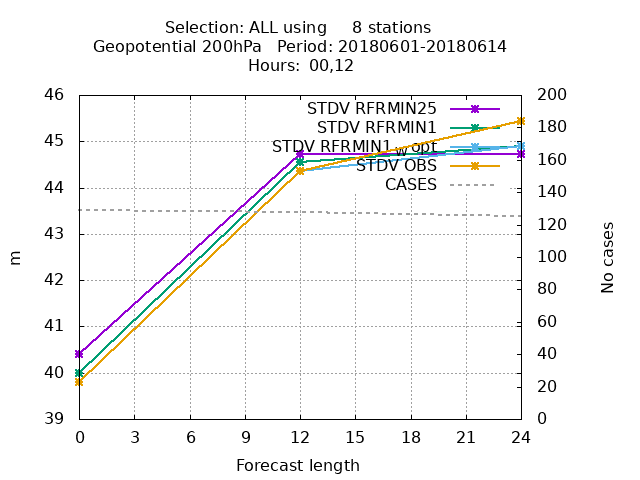 Selection: ALL using     8 stations
Geopotential 200hPa   Period: 20180601-20180614
Hours: 00,12
STDV RFRMIN25
STDV RFRMIN1
STDV RFRMIN1_w_opt
STDV OBS
CASES
46
45
44
43
42
41
40
39
m
200
180
160
140
120
100
80
60
40
20
0
No cases
0 3 6 9 12 15 18 21 24
Forecast length